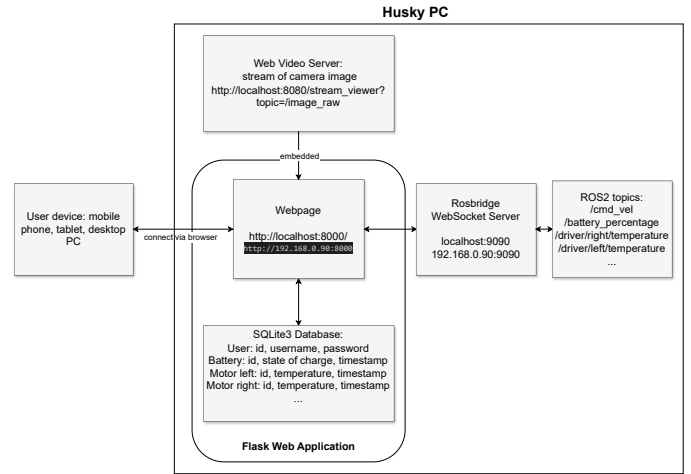 Husky PC
Web Video Server:
stream of camera image
http://localhost:8080/stream_viewer?
topic=/image_raw
embedded
User device: mobile
phone, tablet, desktop
PC
connect via browser
Webpage
http://localhost:8000/
http://192.168.0.90:8000
Rosbridge
WebSocket Server
localhost:9090
192.168.0.90:9090
ROS2 topics:
/cmd_vel
/battery_percentage
/driver/right/temperature
/driver/left/temperature
...
SQLite3 Database:
User: id, username, password
Battery: id, state of charge, timestamp
Motor left: id, temperature, timestamp
Motor right: id, temperature, timestamp
...
Flask Web Application